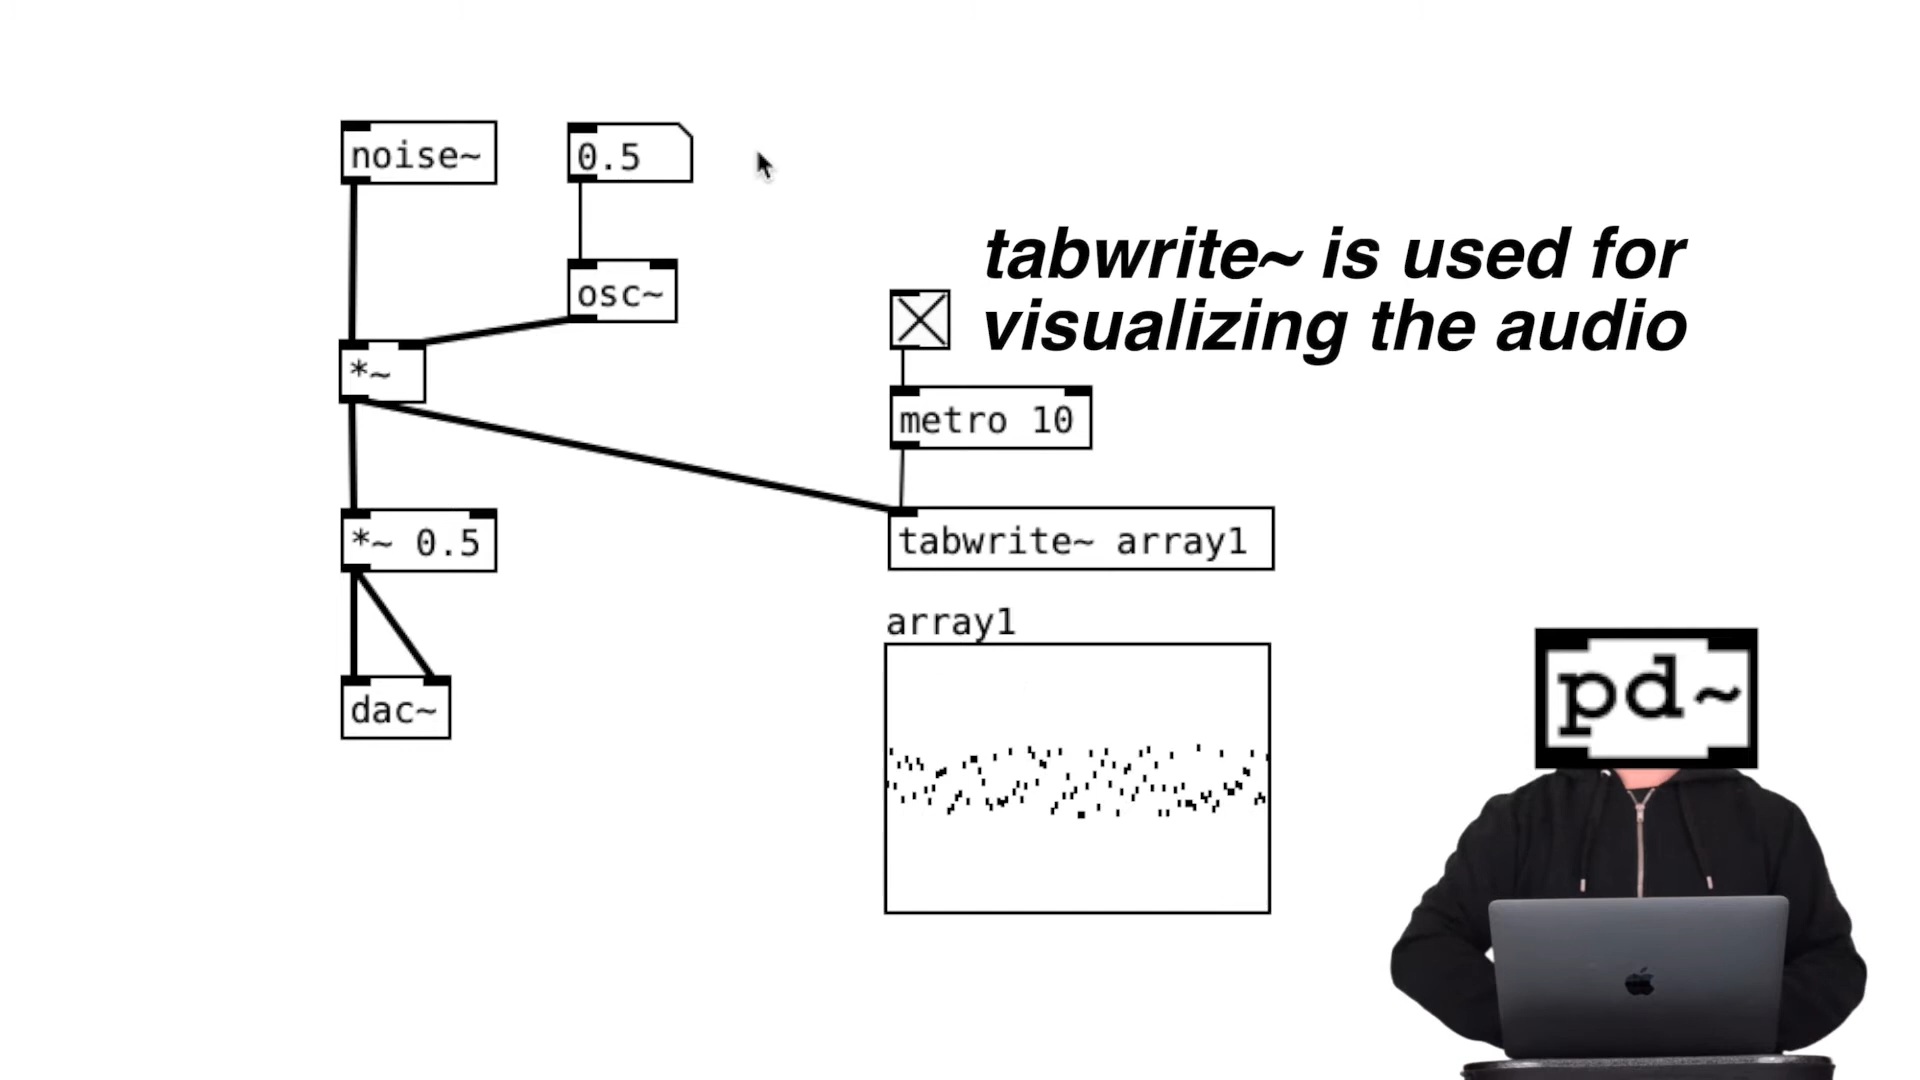 noise~
0.5
osc~
*~
*~ 0.5
dac~
tabwrite~ is used for
visualizing the audio
metro 10
tabwrite~ array1
array1
pd~